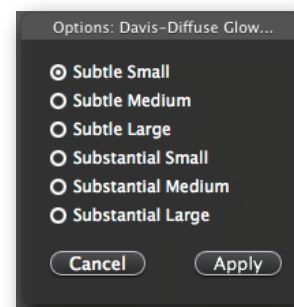 Options: Davis-Diffuse Glow...
Subtle Small
Subtle Medium
Subtle Large
Substantial Small
Substantial Medium
Substantial Large
Cancel Apply